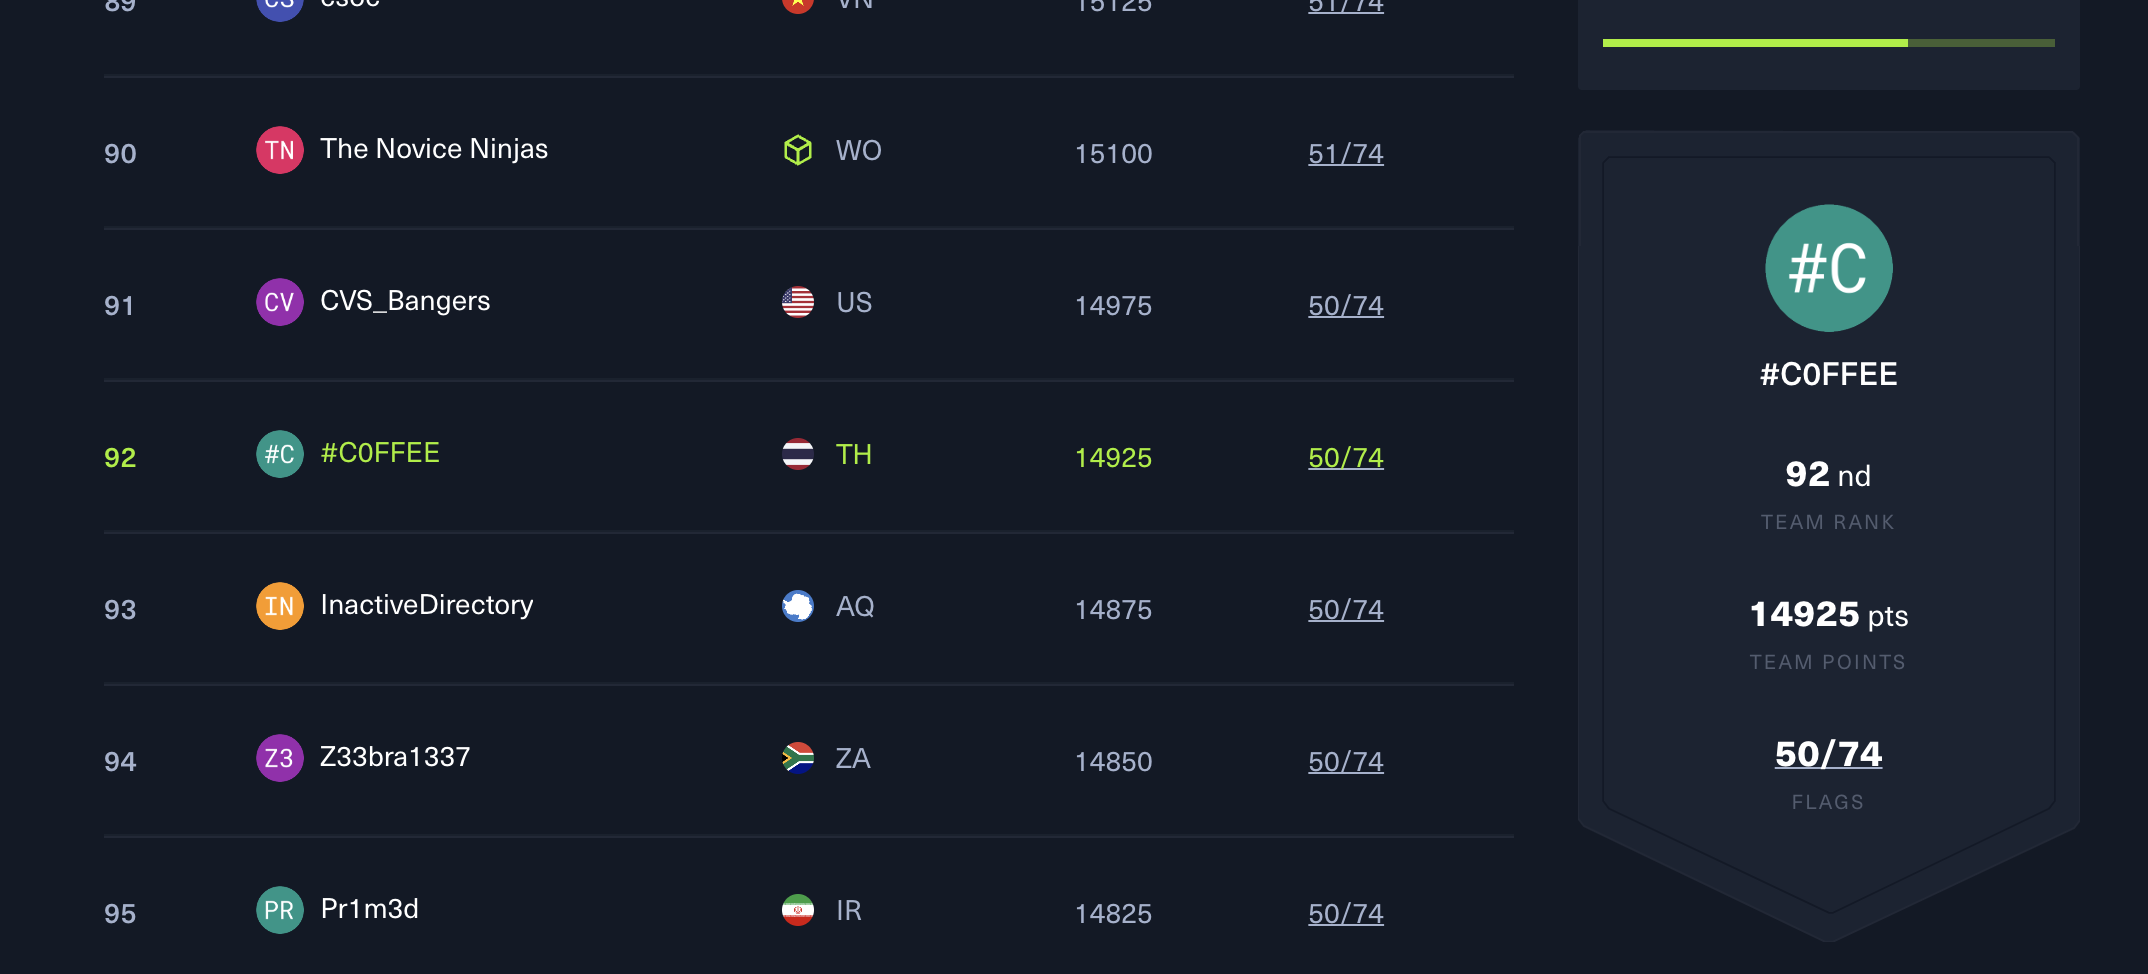 89 CS csoc VN 15125 51/74
90 TN The Novice Ninjas WO 15100 51/74
91 CV CVS_Bangers US 14975 50/74
92 #C #C0FFEE TH 14925 50/74
93 IN InactiveDirectory AQ 14875 50/74
94 Z3 Z33bra1337 ZA 14850 50/74
95 PR Pr1m3d IR 14825 50/74
#C
#C0FFEE
92 nd
TEAM RANK
14925 pts
TEAM POINTS
50/74
FLAGS